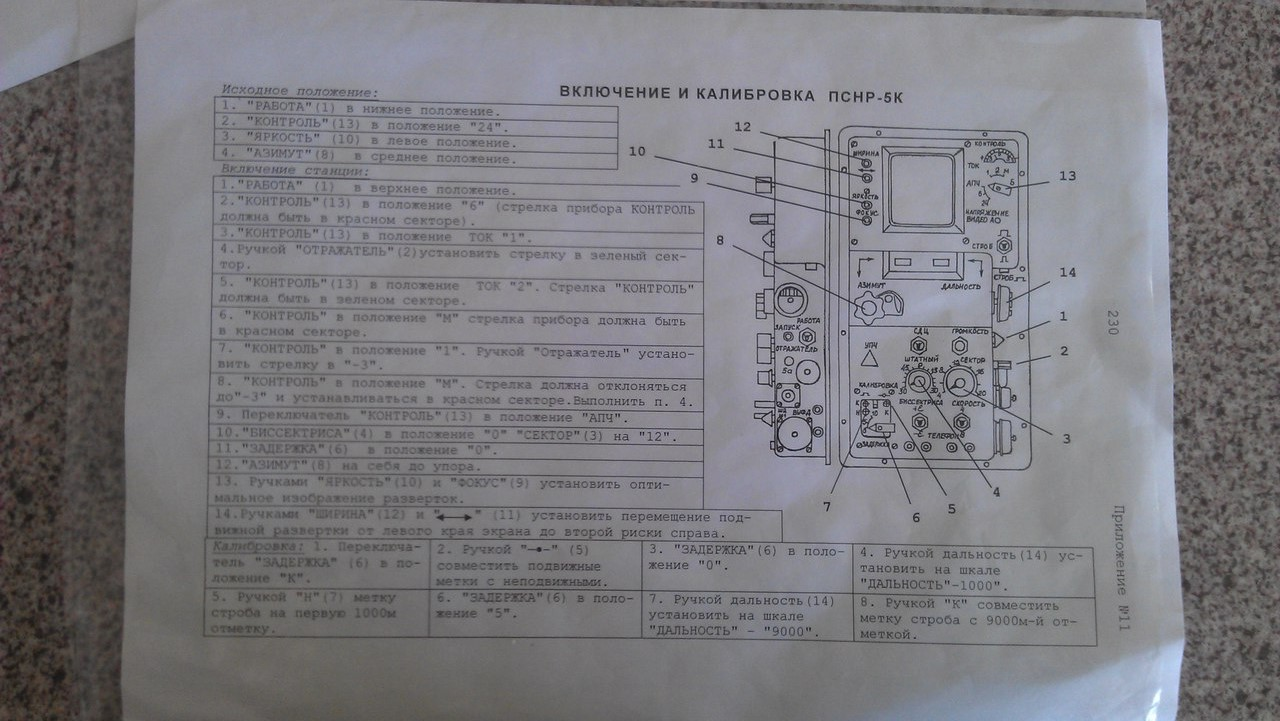 ВКЛЮЧЕНИЕ И КАЛИБРОВКА ПСНР-5К
Исходное положение:
1. "РАБОТА"(1) в нижнее положение.
2. "КОНТРОЛЬ"(13) в положение "24".
3. "ЯРКОСТЬ" (10) в левое положение.
4. "АЗИМУТ"(8) в среднее положение.
Включение станции:
1."РАБОТА" (1) в верхнее положение.
2."КОНТРОЛЬ"(13) в положение "6" (стрелка прибора КОНТРОЛЬ
должна быть в красном секторе).
3."КОНТРОЛЬ"(13) в положение ТОК "1".
4.Ручкой "ОТРАЖАТЕЛЬ"(2)установить стрелку в зеленый сек-
тор.
5. "КОНТРОЛЬ"(13) в положение ТОК "2". Стрелка "КОНТРОЛЬ"
должна быть в зеленом секторе.
6. "КОНТРОЛЬ" в положение "М" стрелка прибора должна быть
в красном секторе.
7. "КОНТРОЛЬ" в положение "1". Ручкой "Отражатель" устано-
вить стрелку в "-3".
8. "КОНТРОЛЬ" в положение "М". Стрелка должна отклоняться
до"-3" и устанавливаться в красном секторе.Выполнить п. 4.
9. Переключатель "КОНТРОЛЬ"(13) в положение "АПЧ".
10."БИССЕКТРИСА"(4) в положение "0" "СЕКТОР"(3) на "12".
11."ЗАДЕРЖКА"(6) в положение "0".
12."АЗИМУТ"(8) на себя до упора.
13. Ручками "ЯРКОСТЬ"(10) и "ФОКУС"(9) установить опти-
мальное изображение разверток.
14.Ручками "ШИРИНА"(12) и "⟷" (11) установить перемещение под-
вижной развертки от левого края экрана до второй риски справа.
Калибровка: 1. Переключа-
тель "ЗАДЕРЖКА" (6) в по-
ложение "К".
2. Ручкой "—•—" (5)
совместить подвижные
метки с неподвижными.
3. "ЗАДЕРЖКА"(6) в поло-
жение "0".
4. Ручкой дальность(14) ус-
тановить на шкале
"ДАЛЬНОСТЬ"-1000".
5. Ручкой "Н"(7) метку
строба на первую 1000м
отметку.
6. "ЗАДЕРЖКА"(6) в поло-
жение "5".
7. Ручкой дальность(14)
установить на шкале
"ДАЛЬНОСТЬ" - "9000".
8. Ручкой "К" совместить
метку строба с 9000м-й от-
меткой.
12
11
10
9
8
13
14
1
2
3
4
5
6
7
ШИРИНА
ЯРКОСТЬ
ФОКУС
КОНТРОЛЬ
ТОК
2 М
АПЧ
6
24
НАПРЯЖЕНИЕ
ВИДЕО АО
СТРОБ
СТРОБ
АЗИМУТ
ДАЛЬНОСТЬ
РАБОТА
ЗАПУСК
ОТРАЖАТЕЛЬ
5а
СДЦ
ГРОМКОСТЬ
УПЧ
ШТАТНЫЙ
СЕКТОР
КАЛИБРОВКА
БИССЕКТРИСА
СКОРОСТЬ
ТЕЛЕФОН
ЗАДЕРЖКА
230
Приложение №11